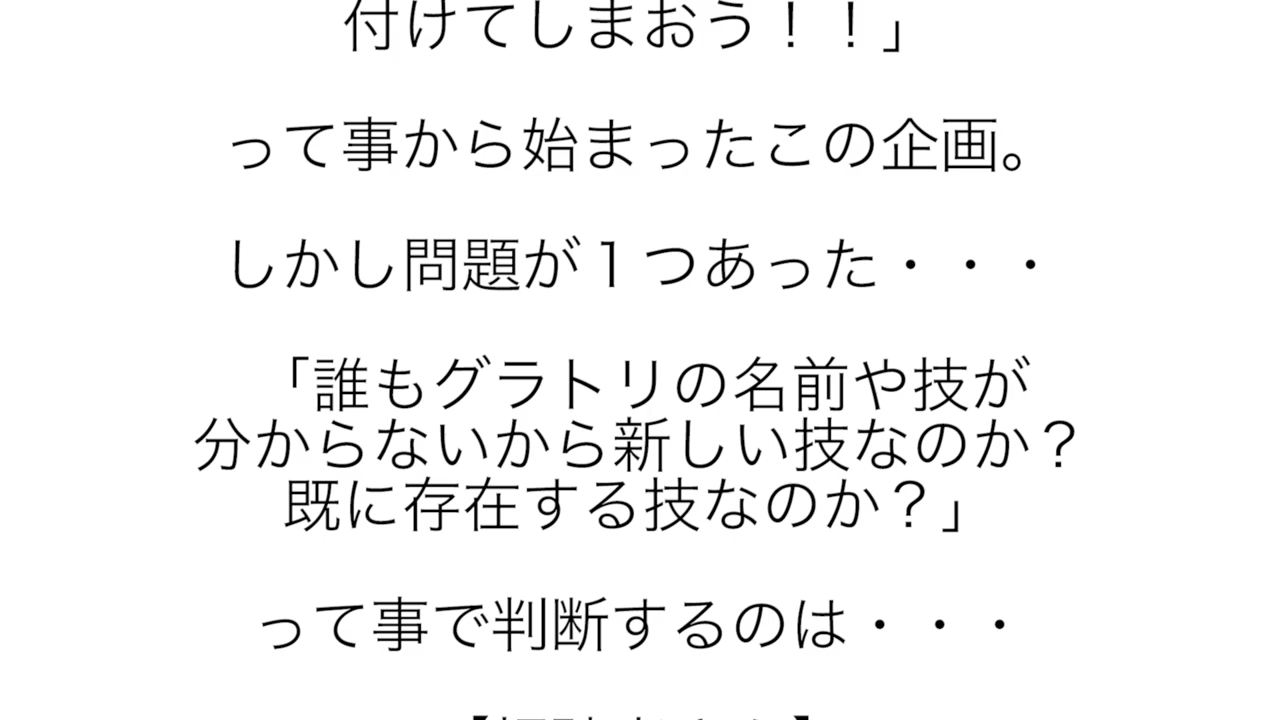 付けてしまおう！！」
って事から始まったこの企画。
しかし問題が１つあった・・・
「誰もグラトリの名前や技が
分からないから新しい技なのか？
既に存在する技なのか？」
って事で判断するのは・・・